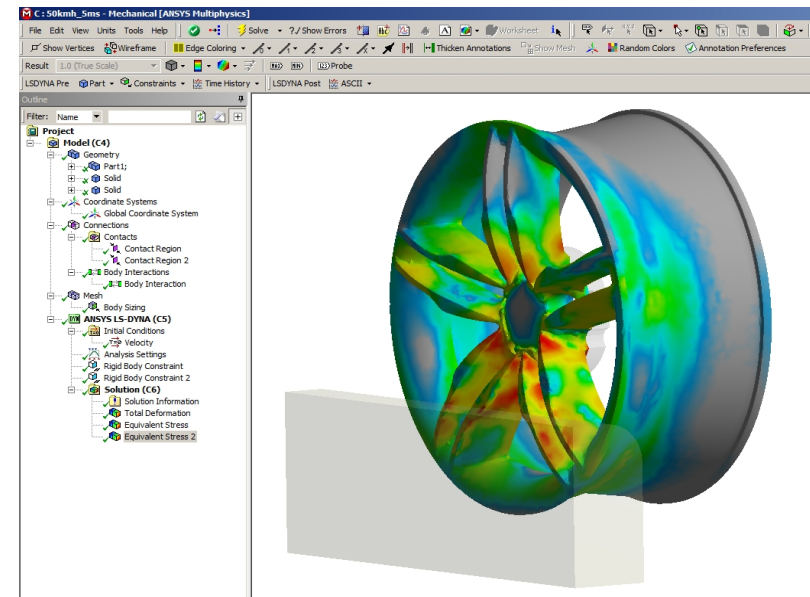 C : 50kmh_5ms - Mechanical [ANSYS Multiphysics]
File Edit View Units Tools Help Solve ?/ Show Errors Worksheet
Show Vertices Wireframe Edge Coloring Thicken Annotations Show Mesh Random Colors Annotation Preferences
Result 1.0 (True Scale) Probe
LSDYNA Pre Part Constraints Time History LSDYNA Post ASCII
Outline
Filter: Name
Project
Model (C4)
Geometry
Part1;
Solid
Solid
Coordinate Systems
Global Coordinate System
Connections
Contacts
Contact Region
Contact Region 2
Body Interactions
Body Interaction
Mesh
Body Sizing
ANSYS LS-DYNA (C5)
Initial Conditions
Velocity
Analysis Settings
Rigid Body Constraint
Rigid Body Constraint 2
Solution (C6)
Solution Information
Total Deformation
Equivalent Stress
Equivalent Stress 2